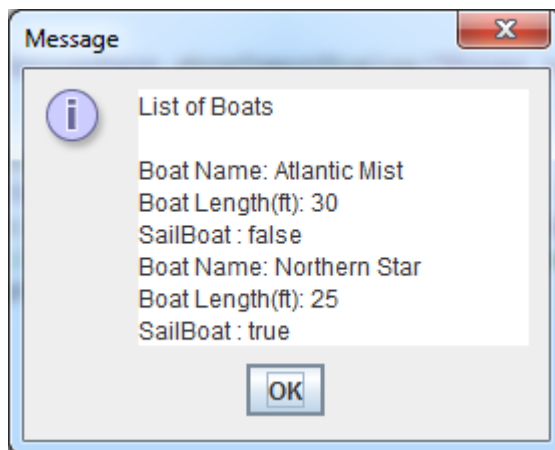 Message
List of Boats
Boat Name: Atlantic Mist
Boat Length(ft): 30
SailBoat : false
Boat Name: Northern Star
Boat Length(ft): 25
SailBoat : true
OK